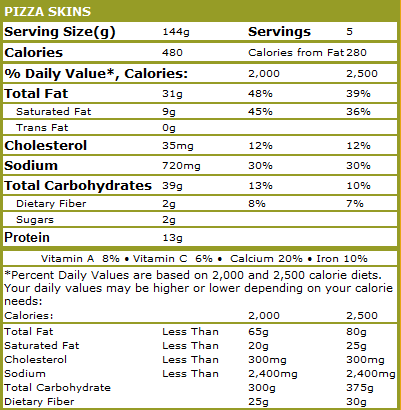 PIZZA SKINS
Serving Size(g) 144g Servings 5
Calories 480 Calories from Fat 280
% Daily Value*, Calories: 2,000 2,500
Total Fat 31g 48% 39%
Saturated Fat 9g 45% 36%
Trans Fat 0g
Cholesterol 35mg 12% 12%
Sodium 720mg 30% 30%
Total Carbohydrates 39g 13% 10%
Dietary Fiber 2g 8% 7%
Sugars 2g
Protein 13g
Vitamin A 8% • Vitamin C 6% • Calcium 20% • Iron 10%
*Percent Daily Values are based on 2,000 and 2,500 calorie diets.
Your daily values may be higher or lower depending on your calorie
needs:
Calories: 2,000 2,500
Total Fat Less Than 65g 80g
Saturated Fat Less Than 20g 25g
Cholesterol Less Than 300mg 300mg
Sodium Less Than 2,400mg 2,400mg
Total Carbohydrate 300g 375g
Dietary Fiber 25g 30g